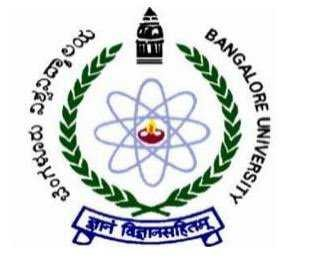 ಬೆಂಗಳೂರು ವಿಶ್ವವಿದ್ಯಾಲಯ
BANGALORE UNIVERSITY
ज्ञानं विज्ञानसहितम्